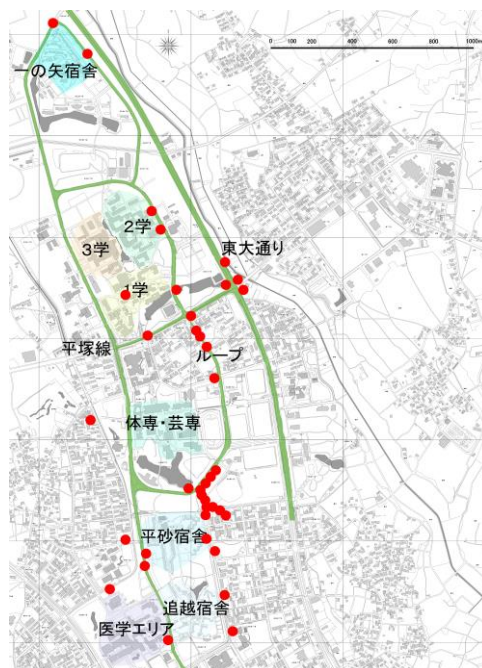 0 100 200 300 400 500 1000m
一の矢宿舎
2学
東大通り
3学
1学
平塚線
ループ
体専・芸専
平砂宿舎
追越宿舎
医学エリア